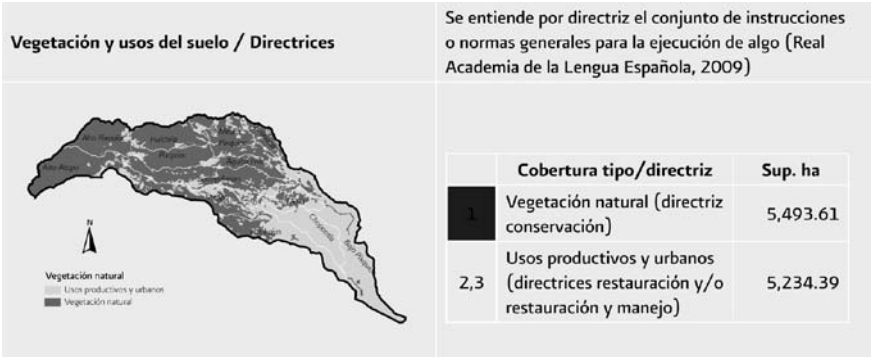 Vegetación y usos del suelo / Directrices
Se entiende por directriz el conjunto de instrucciones
o normas generales para la ejecución de algo (Real
Academia de la Lengua Española, 2009)
N
Vegetación natural
Usos productivos y urbanos
Vegetación natural
Cobertura tipo/directriz Sup. ha
1 Vegetación natural (directriz
conservación) 5,493.61
2,3 Usos productivos y urbanos
(directrices restauración y/o
restauración y manejo) 5,234.39